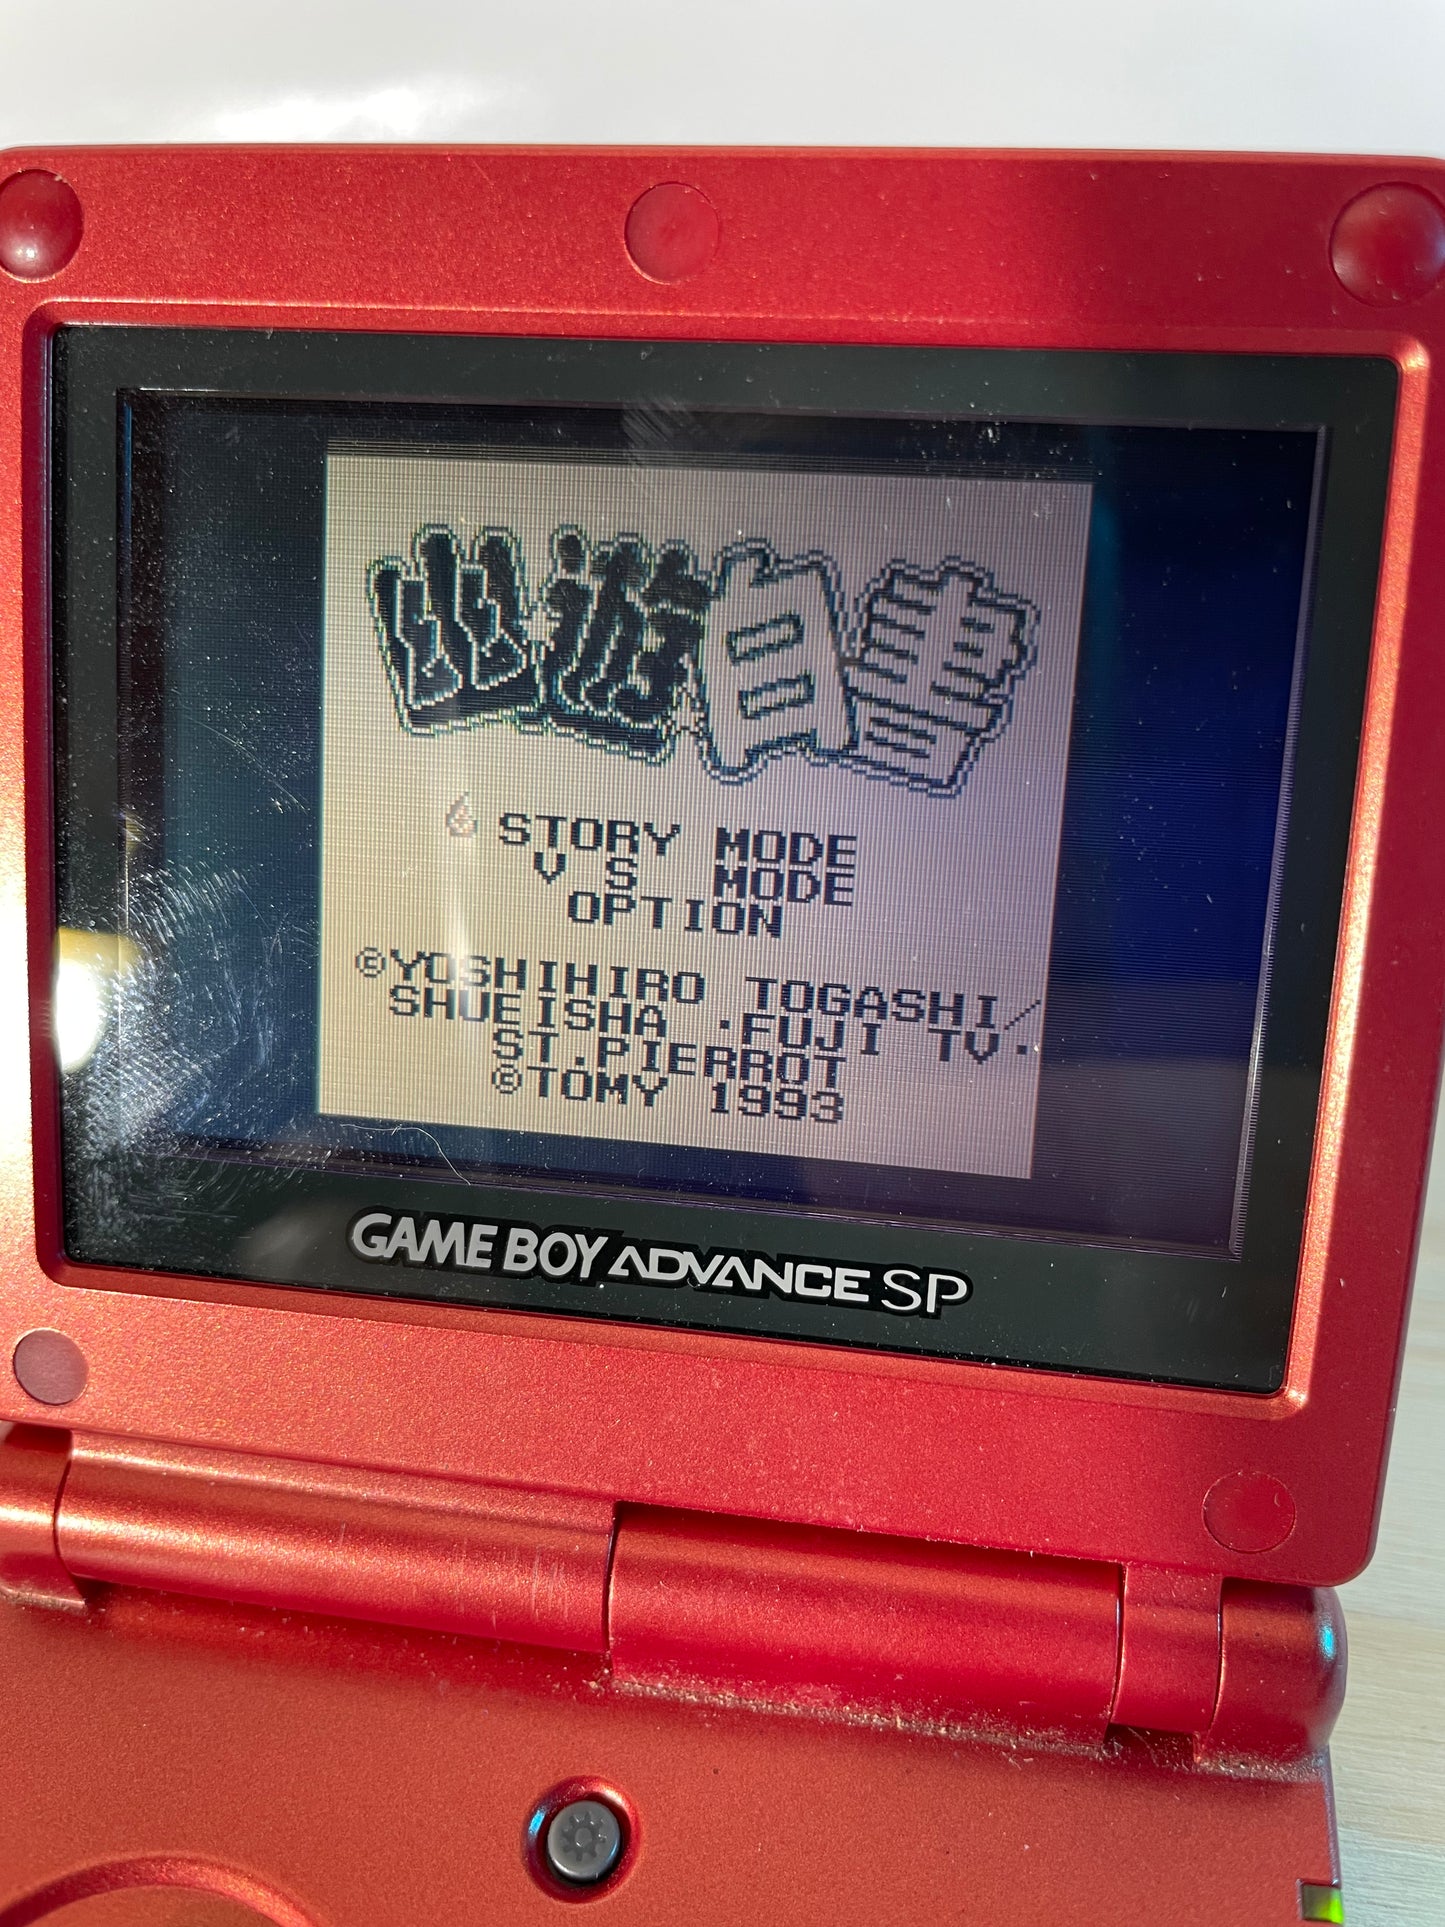 幽遊白書
STORY MODE
V S MODE
OPTION
©YOSHIHIRO TOGASHI/
SHUEISHA ·FUJI TV·
ST.PIERROT
©TOMY 1993
GAME BOY ADVANCE SP